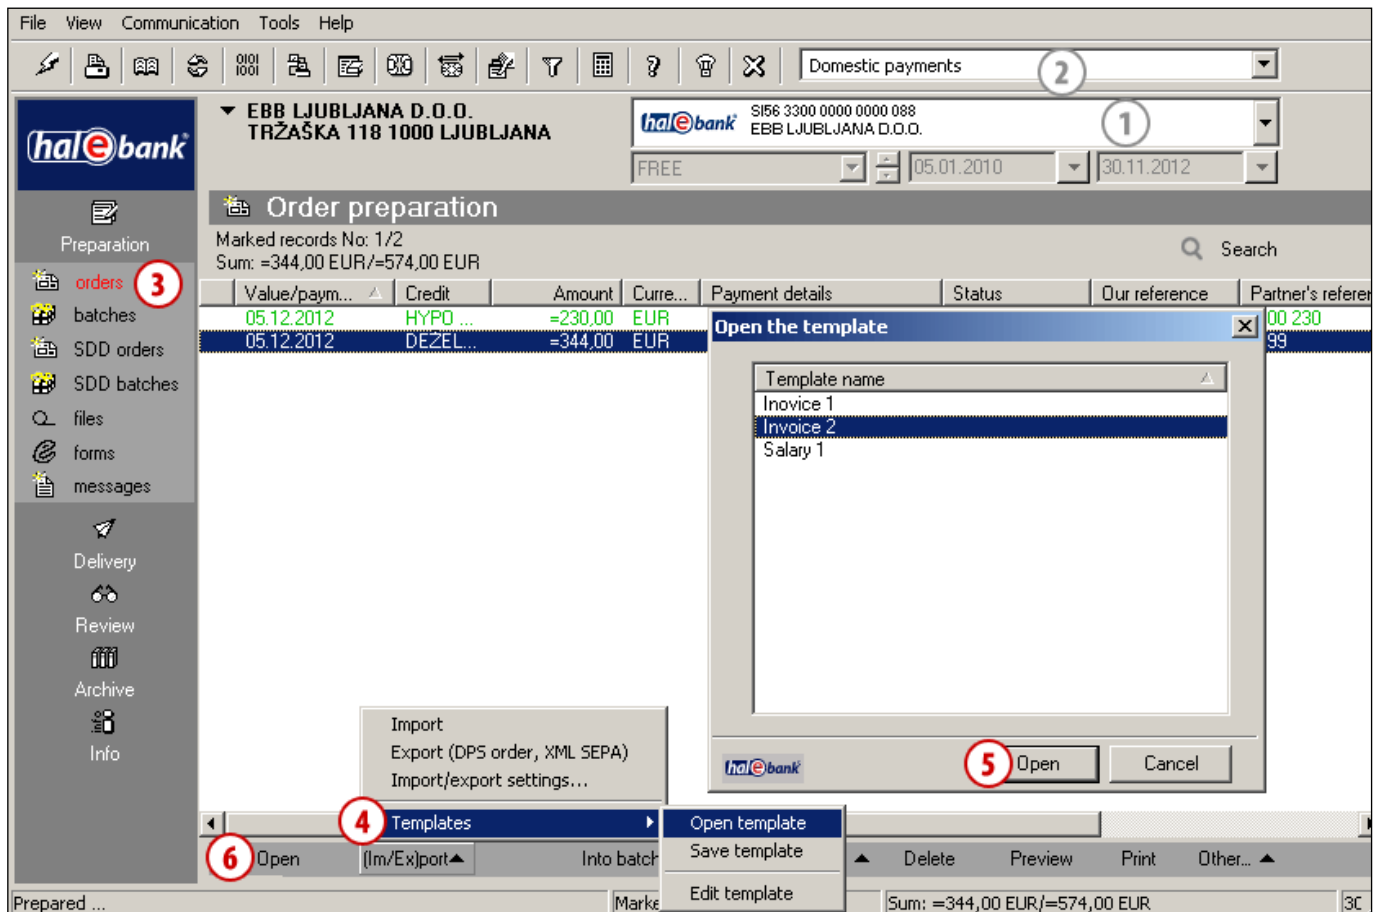 File View Communication Tools Help
Domestic payments
2
hal e bank
EBB LJUBLJANA D.O.O.
TRŽAŠKA 118 1000 LJUBLJANA
hal e bank
SI56 3300 0000 0000 088
EBB LJUBLJANA D.O.O.
1
FREE 05.01.2010 30.11.2012
Order preparation
Marked records No: 1/2
Sum: =344,00 EUR/=574,00 EUR
Search
Preparation
orders
3
batches
SDD orders
SDD batches
files
forms
messages
Delivery
Review
Archive
Info
Value/paym... Credit Amount Curre... Payment details Status Our reference Partner's referer
05.12.2012 HYPO ... =230,00 EUR 00 230
05.12.2012 DEŽEL... =344,00 EUR 99
Open the template
Template name
Inovice 1
Invoice 2
Salary 1
hal e bank
5
Open Cancel
Import
Export (DPS order, XML SEPA)
Import/export settings...
4
Templates
Open template
Save template
Edit template
6
Open (Im/Ex)port Into batch Delete Preview Print Other...
Prepared ... Marke Sum: =344,00 EUR/=574,00 EUR